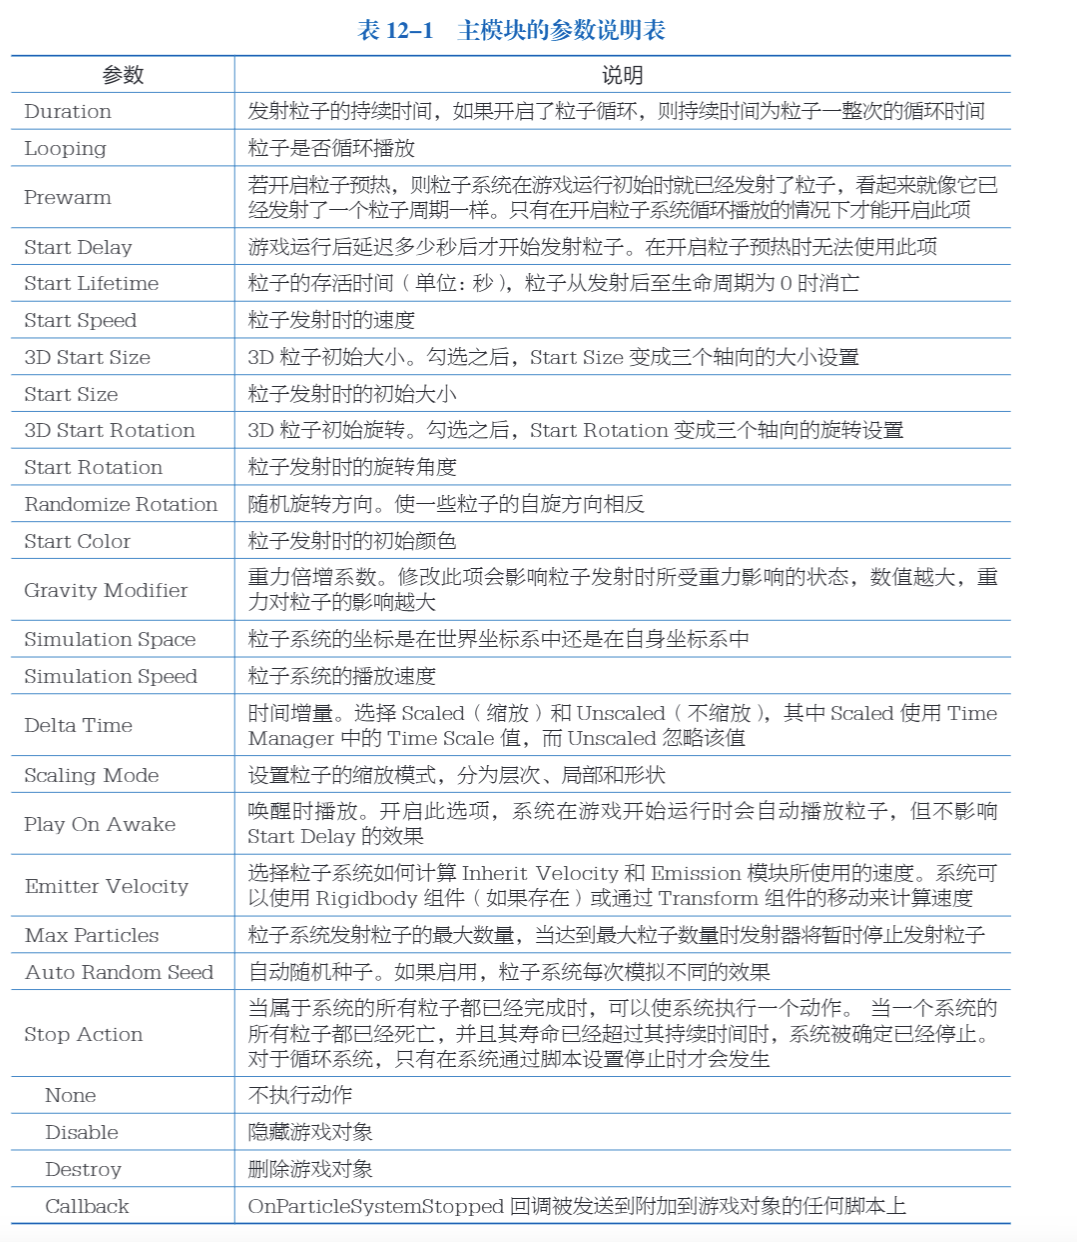 表 12-1 主模块的参数说明表
参数 说明
Duration 发射粒子的持续时间，如果开启了粒子循环，则持续时间为粒子一整次的循环时间
Looping 粒子是否循环播放
Prewarm 若开启粒子预热，则粒子系统在游戏运行初始时就已经发射了粒子，看起来就像它已
经发射了一个粒子周期一样。只有在开启粒子系统循环播放的情况下才能开启此项
Start Delay 游戏运行后延迟多少秒后才开始发射粒子。在开启粒子预热时无法使用此项
Start Lifetime 粒子的存活时间（单位：秒），粒子从发射后至生命周期为 0 时消亡
Start Speed 粒子发射时的速度
3D Start Size 3D 粒子初始大小。勾选之后，Start Size 变成三个轴向的大小设置
Start Size 粒子发射时的初始大小
3D Start Rotation 3D 粒子初始旋转。勾选之后，Start Rotation 变成三个轴向的旋转设置
Start Rotation 粒子发射时的旋转角度
Randomize Rotation 随机旋转方向。使一些粒子的自旋方向相反
Start Color 粒子发射时的初始颜色
Gravity Modifier 重力倍增系数。修改此项会影响粒子发射时所受重力影响的状态，数值越大，重
力对粒子的影响越大
Simulation Space 粒子系统的坐标是在世界坐标系中还是在自身坐标系中
Simulation Speed 粒子系统的播放速度
Delta Time 时间增量。选择 Scaled（缩放）和 Unscaled（不缩放），其中 Scaled 使用 Time
Manager 中的 Time Scale 值，而 Unscaled 忽略该值
Scaling Mode 设置粒子的缩放模式，分为层次、局部和形状
Play On Awake 唤醒时播放。开启此选项，系统在游戏开始运行时会自动播放粒子，但不影响
Start Delay 的效果
Emitter Velocity 选择粒子系统如何计算 Inherit Velocity 和 Emission 模块所使用的速度。系统可
以使用 Rigidbody 组件（如果存在）或通过 Transform 组件的移动来计算速度
Max Particles 粒子系统发射粒子的最大数量，当达到最大粒子数量时发射器将暂时停止发射粒子
Auto Random Seed 自动随机种子。如果启用，粒子系统每次模拟不同的效果
Stop Action 当属于系统的所有粒子都已经完成时，可以使系统执行一个动作。 当一个系统的
所有粒子都已经死亡，并且其寿命已经超过其持续时间时，系统被确定已经停止。
对于循环系统，只有在系统通过脚本设置停止时才会发生
None 不执行动作
Disable 隐藏游戏对象
Destroy 删除游戏对象
Callback OnParticleSystemStopped 回调被发送到附加到游戏对象的任何脚本上